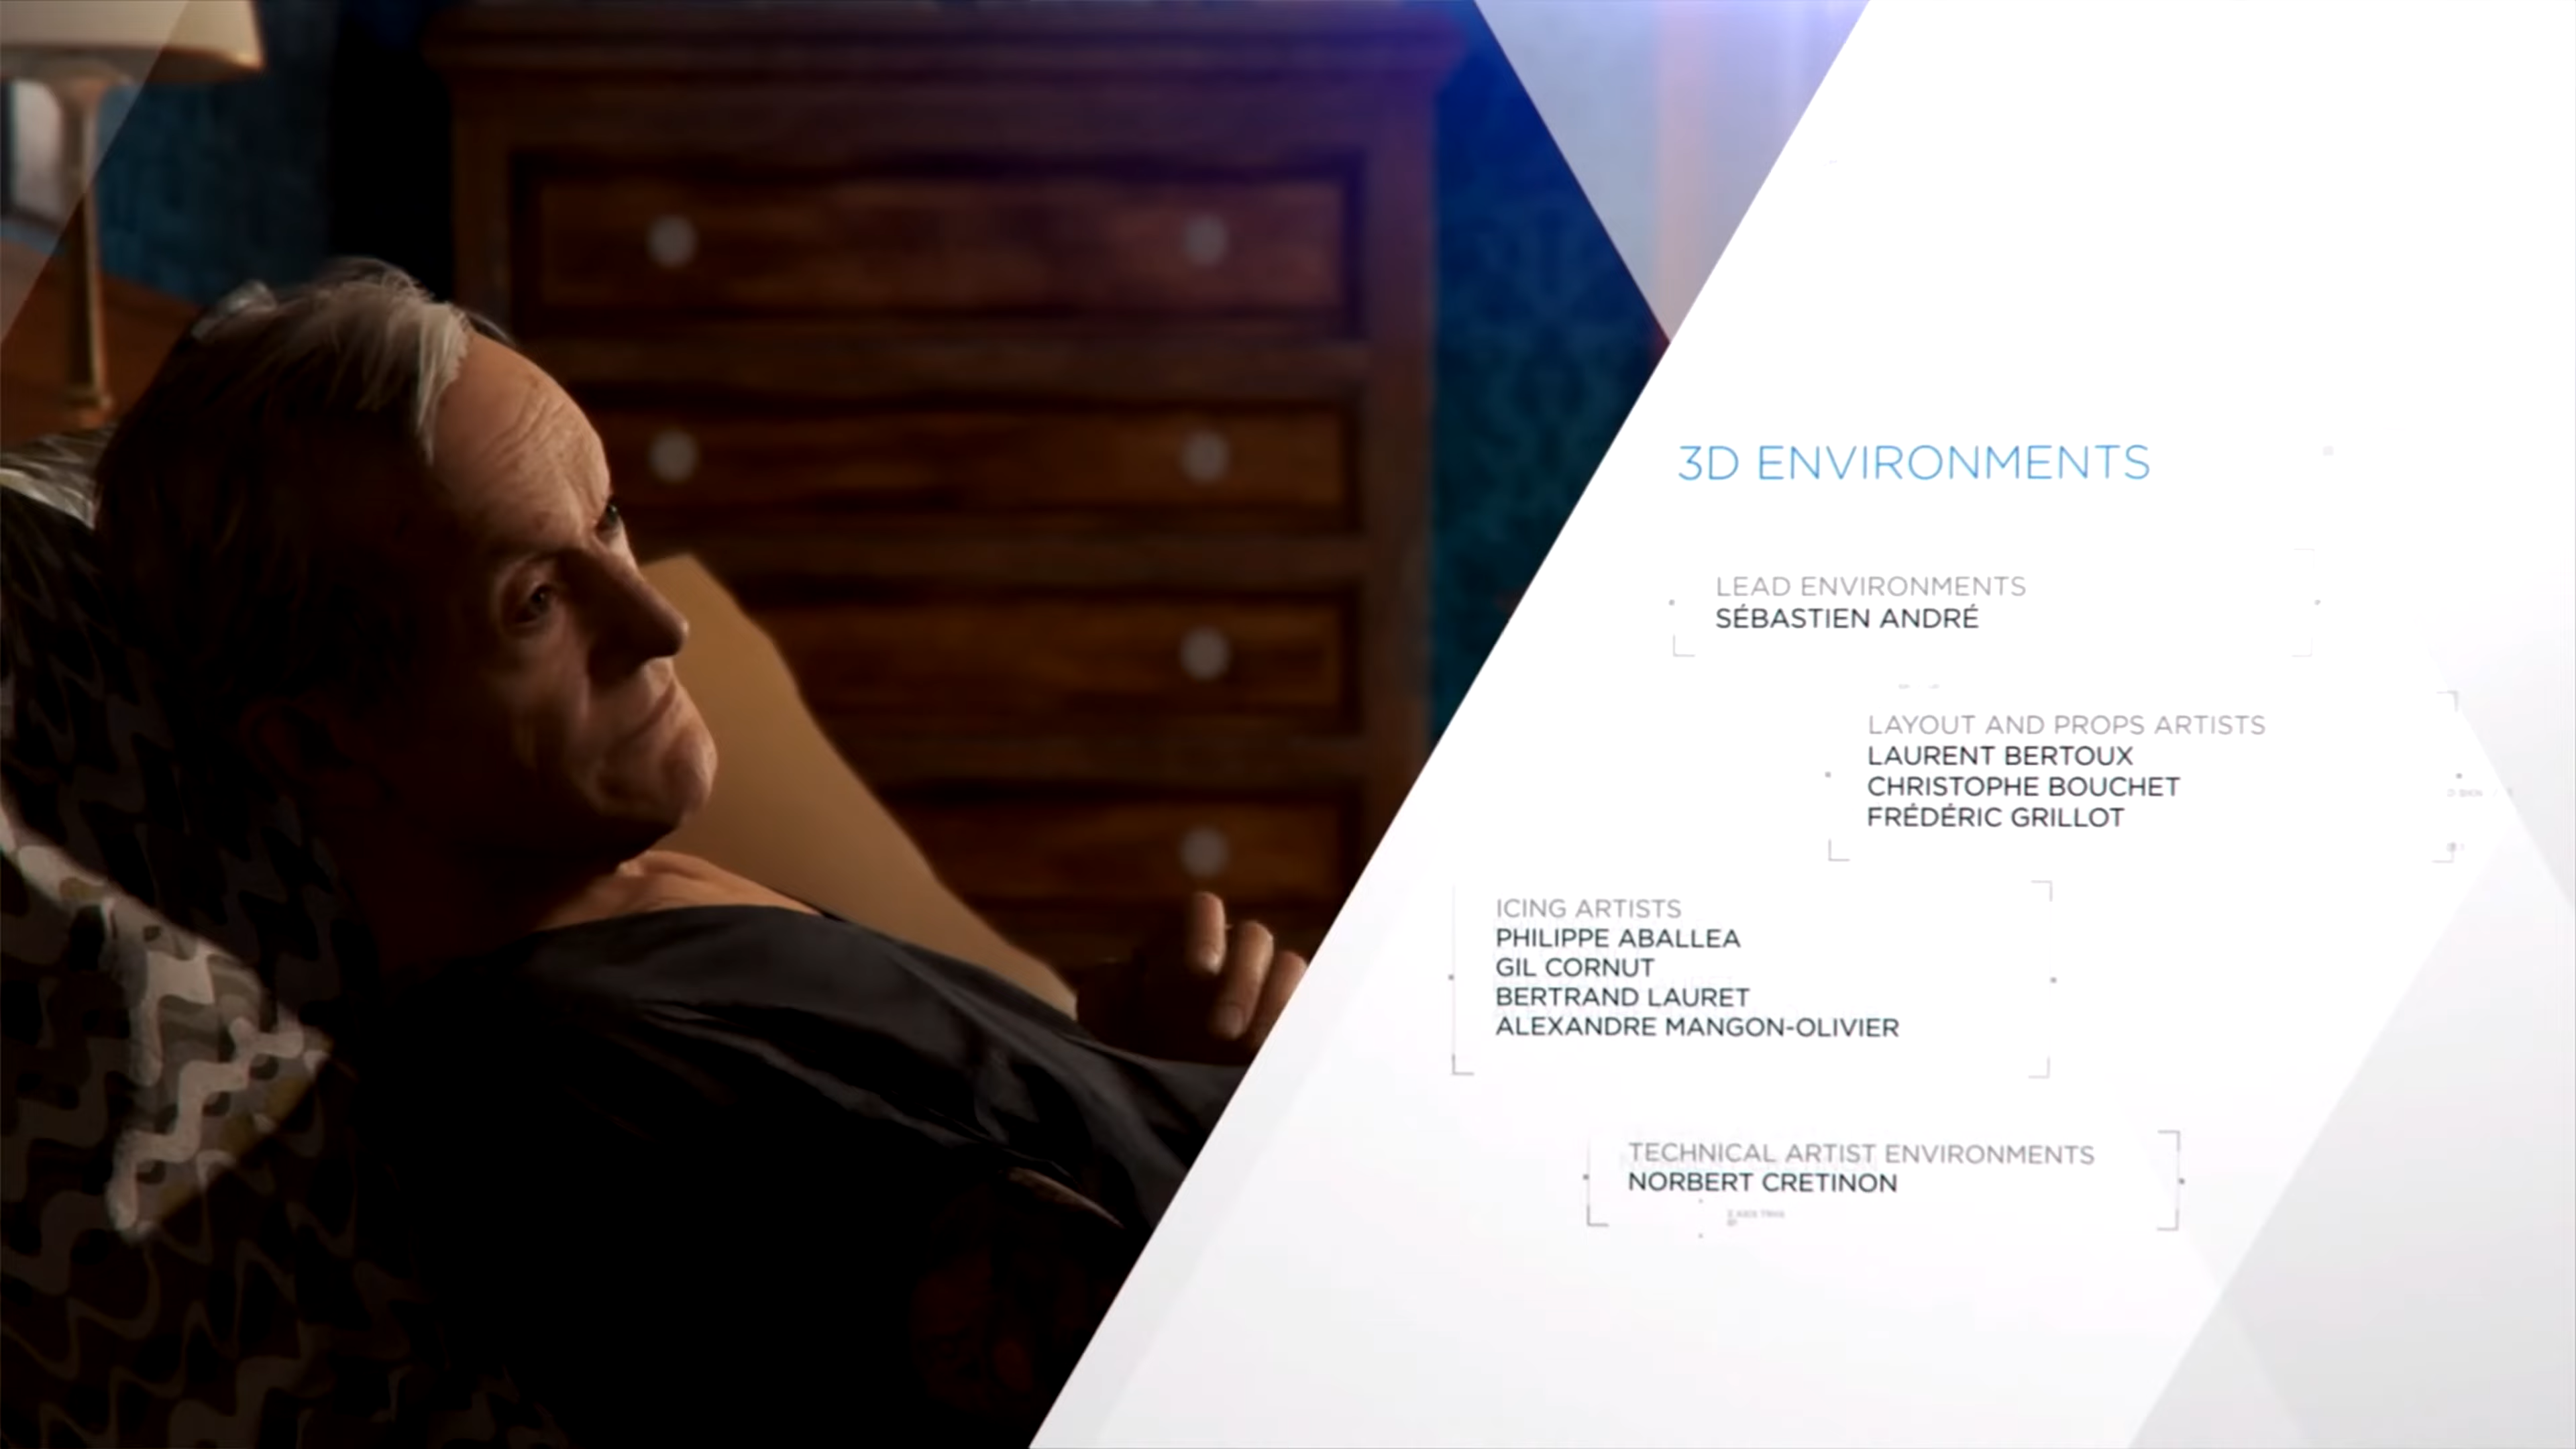 3D ENVIRONMENTS
LEAD ENVIRONMENTS
SÉBASTIEN ANDRÉ
LAYOUT AND PROPS ARTISTS
LAURENT BERTOUX
CHRISTOPHE BOUCHET
FRÉDÉRIC GRILLOT
ICING ARTISTS
PHILIPPE ABALLEA
GIL CORNUT
BERTRAND LAURET
ALEXANDRE MANGON-OLIVIER
TECHNICAL ARTIST ENVIRONMENTS
NORBERT CRETINON